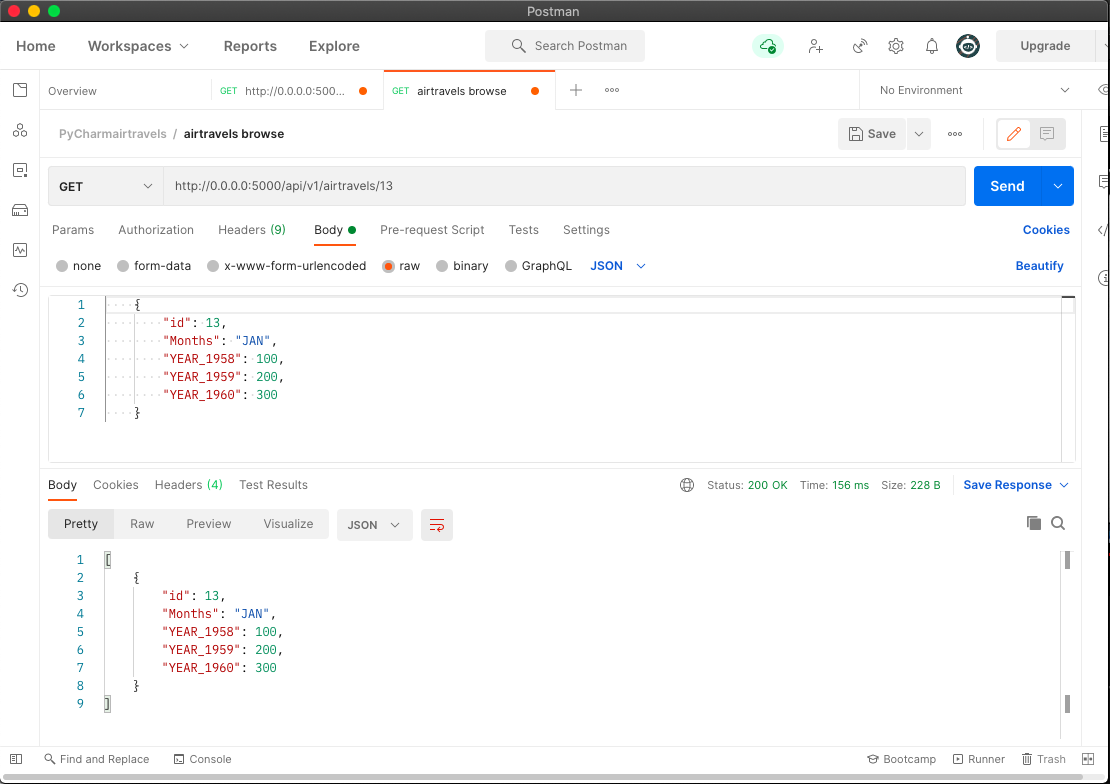 Postman
Home Workspaces Reports Explore Search Postman Upgrade
Overview GET http://0.0.0.0:500... GET airtravels browse No Environment
PyCharmairtravels / airtravels browse Save
GET http://0.0.0.0:5000/api/v1/airtravels/13 Send
Params Authorization Headers (9) Body Pre-request Script Tests Settings Cookies
none form-data x-www-form-urlencoded raw binary GraphQL JSON Beautify
1 {
2 "id": 13,
3 "Months": "JAN",
4 "YEAR_1958": 100,
5 "YEAR_1959": 200,
6 "YEAR_1960": 300
7 }
Body Cookies Headers (4) Test Results Status: 200 OK Time: 156 ms Size: 228 B Save Response
Pretty Raw Preview Visualize JSON
1 [
2 {
3 "id": 13,
4 "Months": "JAN",
5 "YEAR_1958": 100,
6 "YEAR_1959": 200,
7 "YEAR_1960": 300
8 }
9 ]
Find and Replace Console Bootcamp Runner Trash